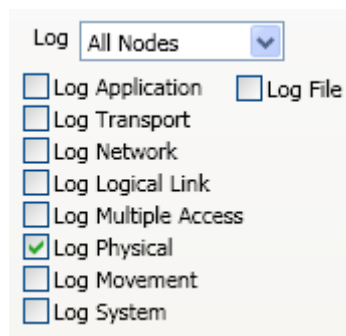 Log All Nodes
Log Application Log File
Log Transport
Log Network
Log Logical Link
Log Multiple Access
Log Physical
Log Movement
Log System